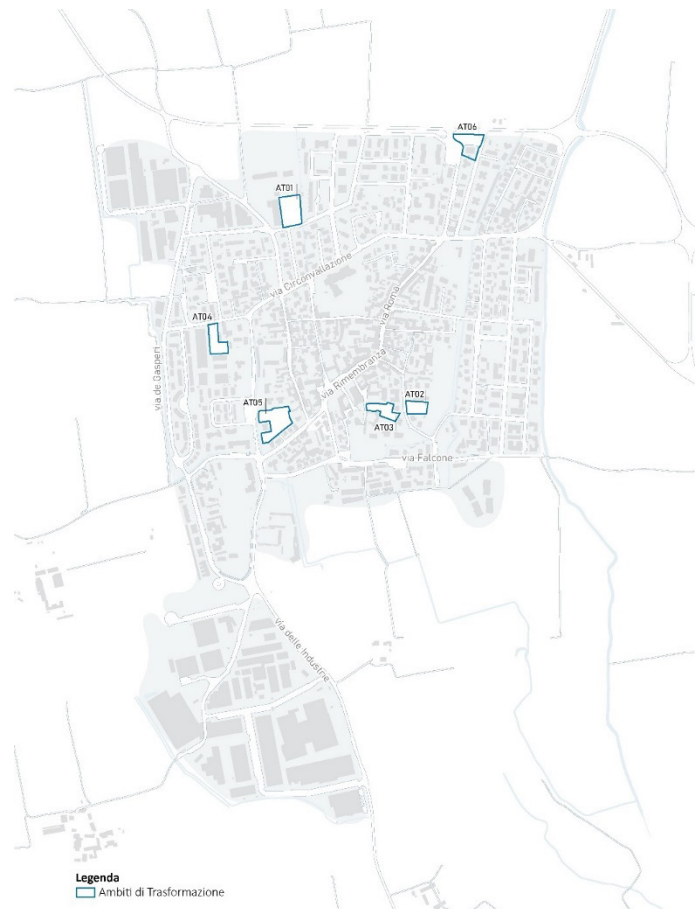 AT06
AT01
via Circonvallazione
via Roma
AT04
via Rimembranza
via de Gasperi
AT05
AT02
AT03
via Falcone
via delle Industrie
Legenda
Ambiti di Trasformazione